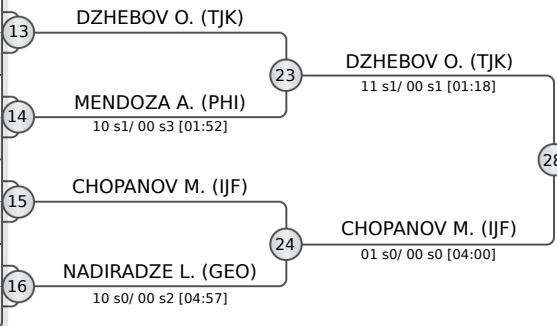 DZHEBOV O. (TJK)
13
23
DZHEBOV O. (TJK)
11 s1/ 00 s1 [01:18]
MENDOZA A. (PHI)
14
10 s1/ 00 s3 [01:52]
28
CHOPANOV M. (IJF)
15
24
CHOPANOV M. (IJF)
01 s0/ 00 s0 [04:00]
NADIRADZE L. (GEO)
16
10 s0/ 00 s2 [04:57]